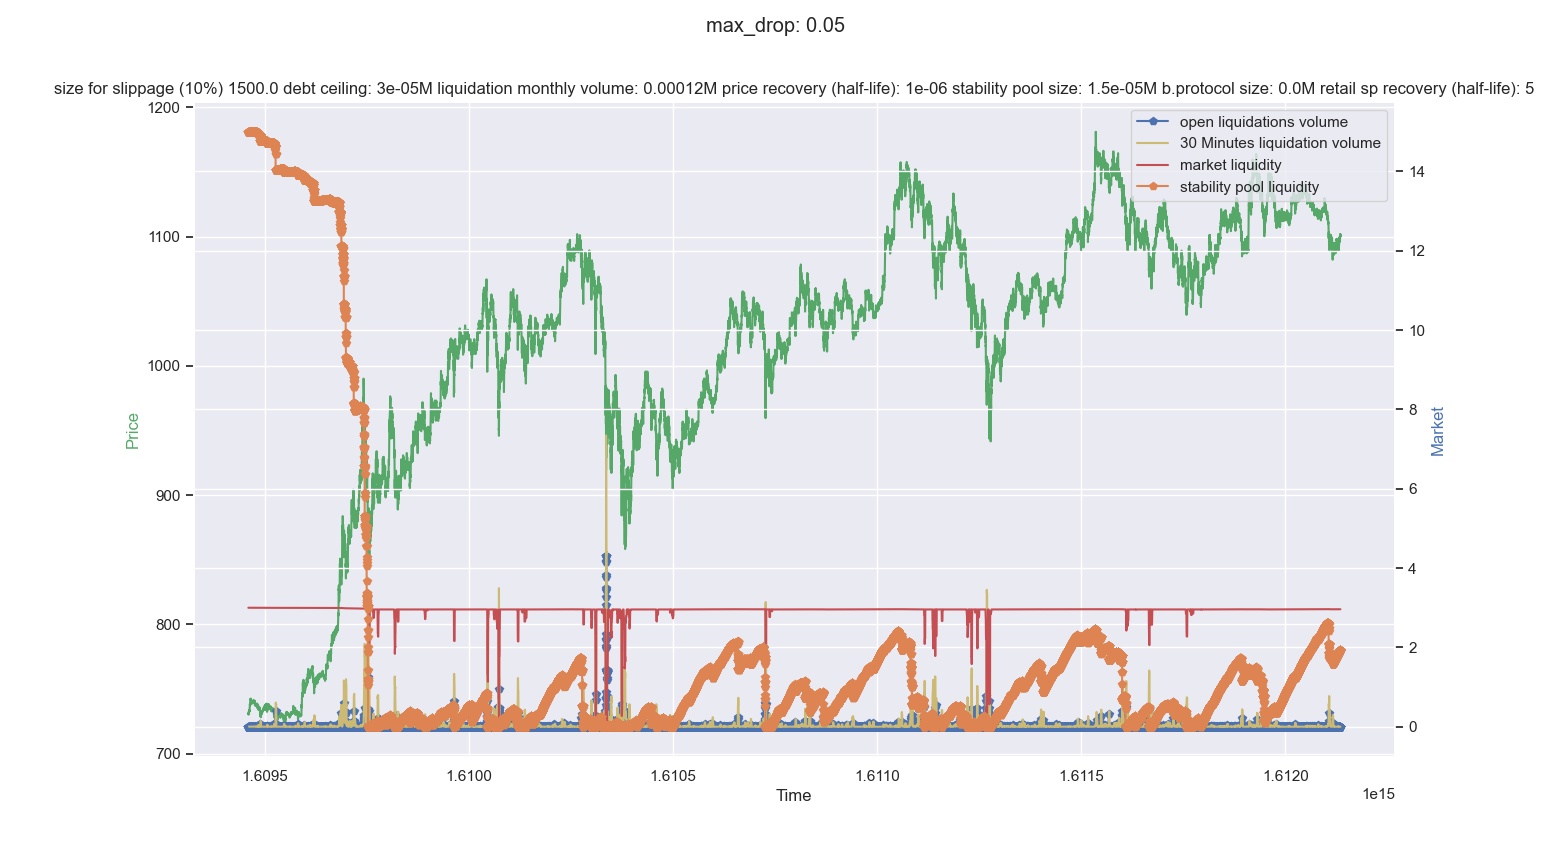 max_drop: 0.05
size for slippage (10%) 1500.0 debt ceiling: 3e-05M liquidation monthly volume: 0.00012M price recovery (half-life): 1e-06 stability pool size: 1.5e-05M b.protocol size: 0.0M retail sp recovery (half-life): 5
open liquidations volume
30 Minutes liquidation volume
market liquidity
stability pool liquidity
1200
1100
1000
900
800
700
Price
14
12
10
8
6
4
2
0
Market
1.6095 1.6100 1.6105 1.6110 1.6115 1.6120
Time
1e15